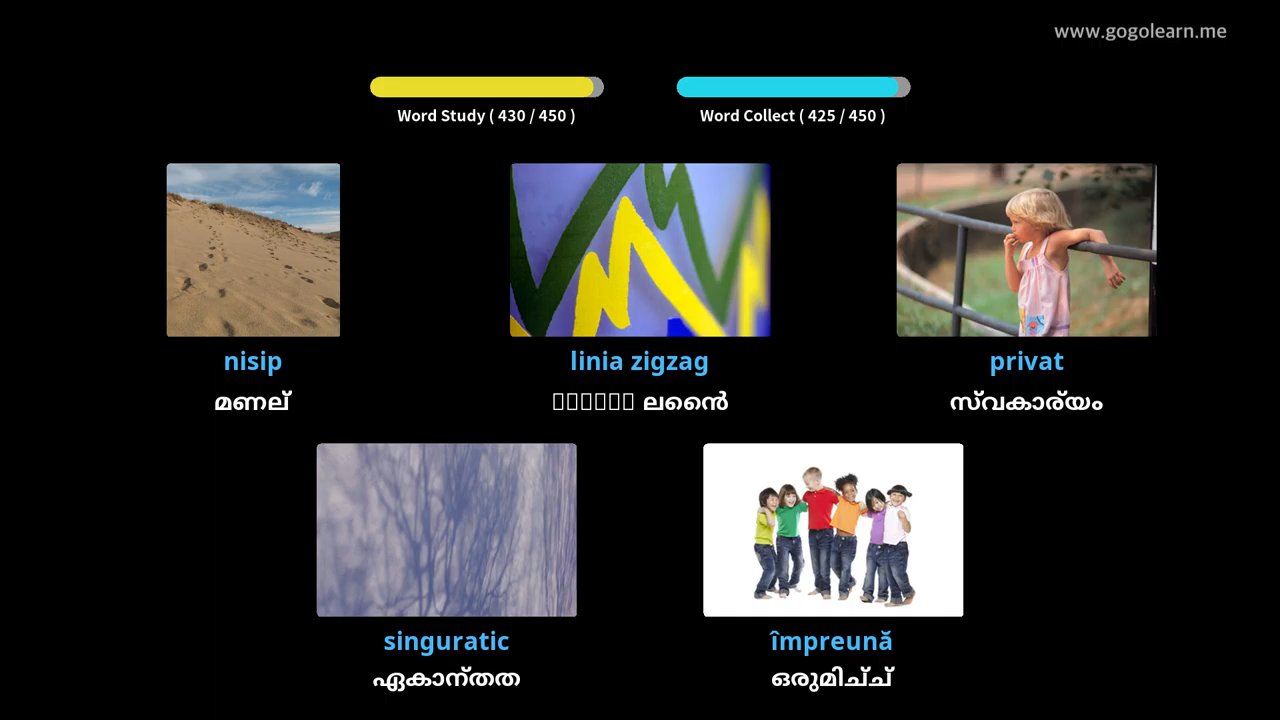 www.gogolearn.me
Word Study ( 430 / 450 )
Word Collect ( 425 / 450 )
nisip
linia zigzag
privat
മണല്
ലൈൻ
സ്വകാര്യം
singuratic
împreună
ഏകാന്തത
ഒരുമിച്ച്